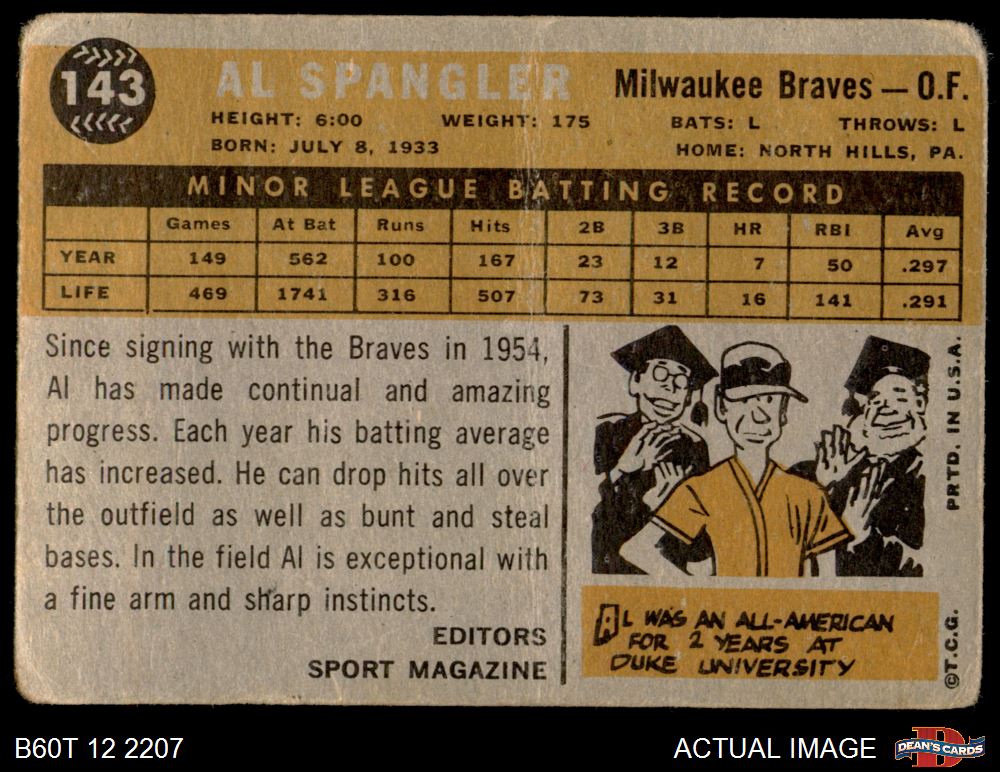 143
AL SPANGLER
Milwaukee Braves — O.F.
HEIGHT: 6:00 WEIGHT: 175 BATS: L THROWS: L
BORN: JULY 8, 1933 HOME: NORTH HILLS, PA.
MINOR LEAGUE BATTING RECORD
Games At Bat Runs Hits 2B 3B HR RBI Avg
YEAR 149 562 100 167 23 12 7 50 .297
LIFE 469 1741 316 507 73 31 16 141 .291
Since signing with the Braves in 1954,
Al has made continual and amazing
progress. Each year his batting average
has increased. He can drop hits all over
the outfield as well as bunt and steal
bases. In the field Al is exceptional with
a fine arm and sharp instincts.
EDITORS
SPORT MAGAZINE
AL WAS AN ALL-AMERICAN
FOR 2 YEARS AT
DUKE UNIVERSITY
©T.C.G. PRTD. IN U.S.A.
B60T 12 2207
ACTUAL IMAGE
D
DEAN'S CARDS